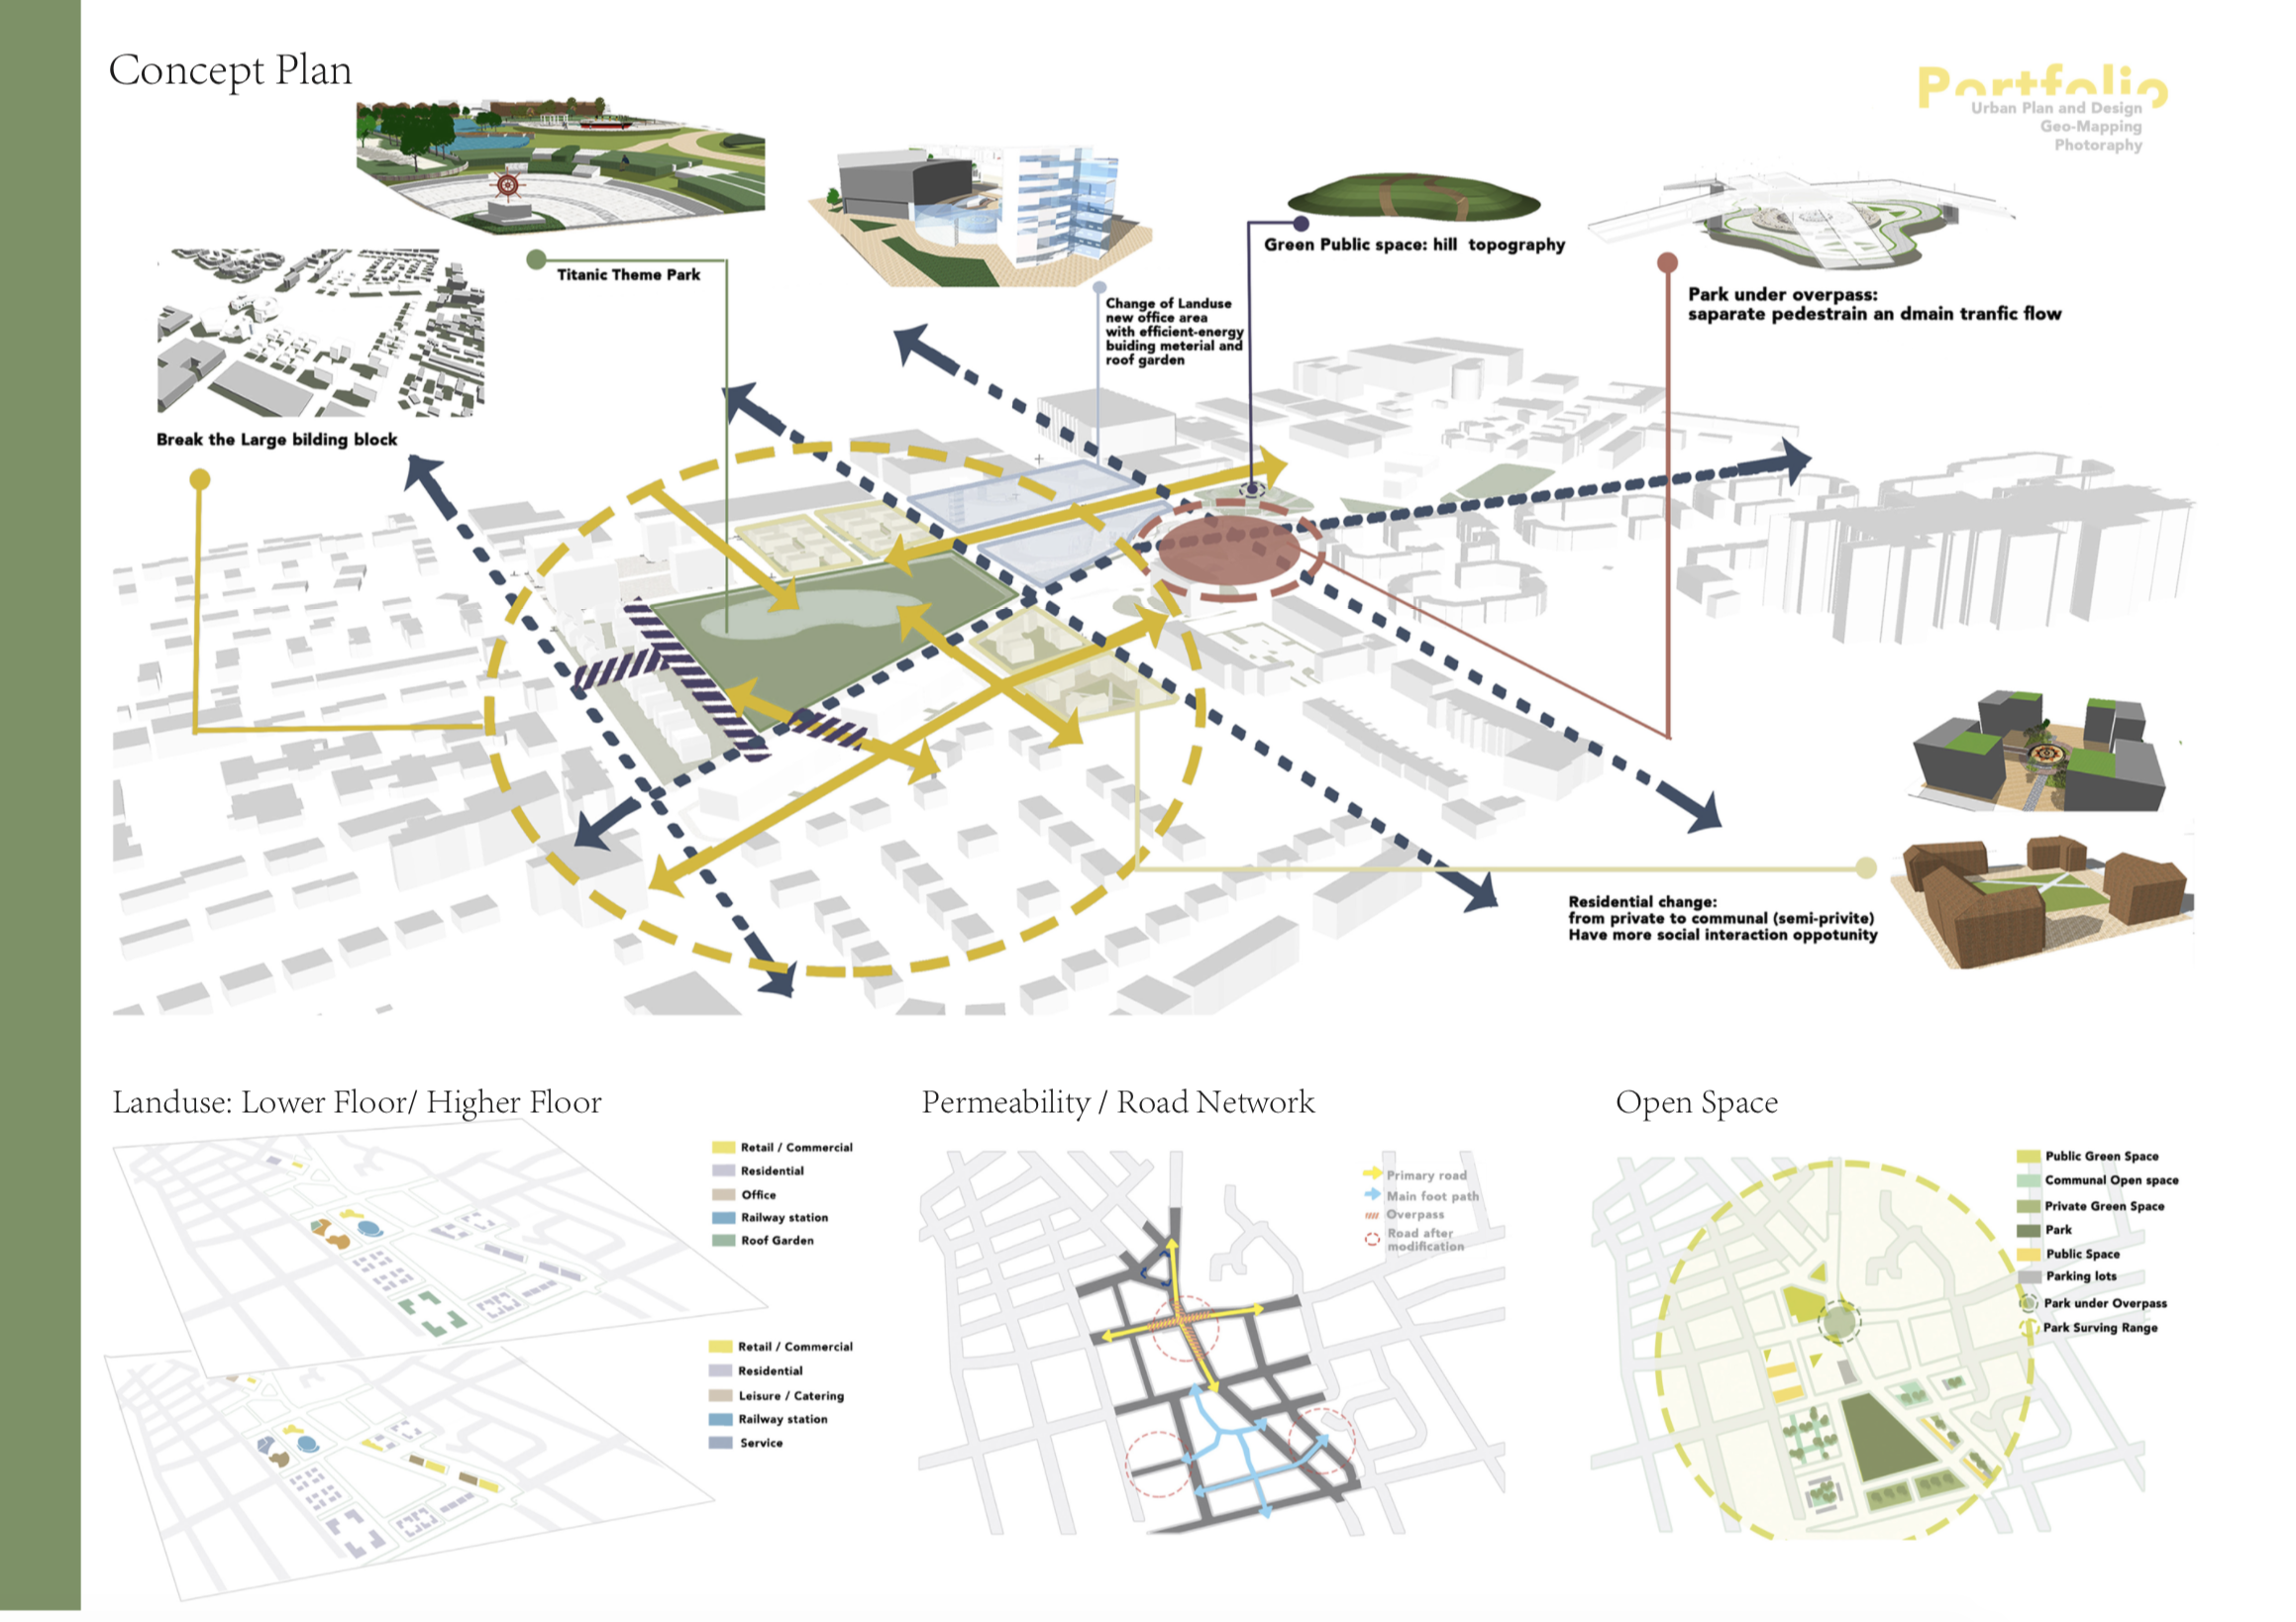 Concept Plan
Portfolio
Urban Plan and Design
Geo-Mapping
Photoraphy
Titanic Theme Park
Green Public space: hill topography
Change of Landuse
new office area
with efficient-energy
buiding meterial and
roof garden
Park under overpass:
saparate pedestrain an dmain tranfic flow
Break the Large bilding block
Residential change:
from private to communal (semi-privite)
Have more social interaction oppotunity
Landuse: Lower Floor/ Higher Floor
Retail / Commercial
Residential
Office
Railway station
Roof Garden
Retail / Commercial
Residential
Leisure / Catering
Railway station
Service
Permeability / Road Network
Primary road
Main foot path
Overpass
Road after
modification
Open Space
Public Green Space
Communal Open space
Private Green Space
Park
Public Space
Parking lots
Park under Overpass
Park Surving Range